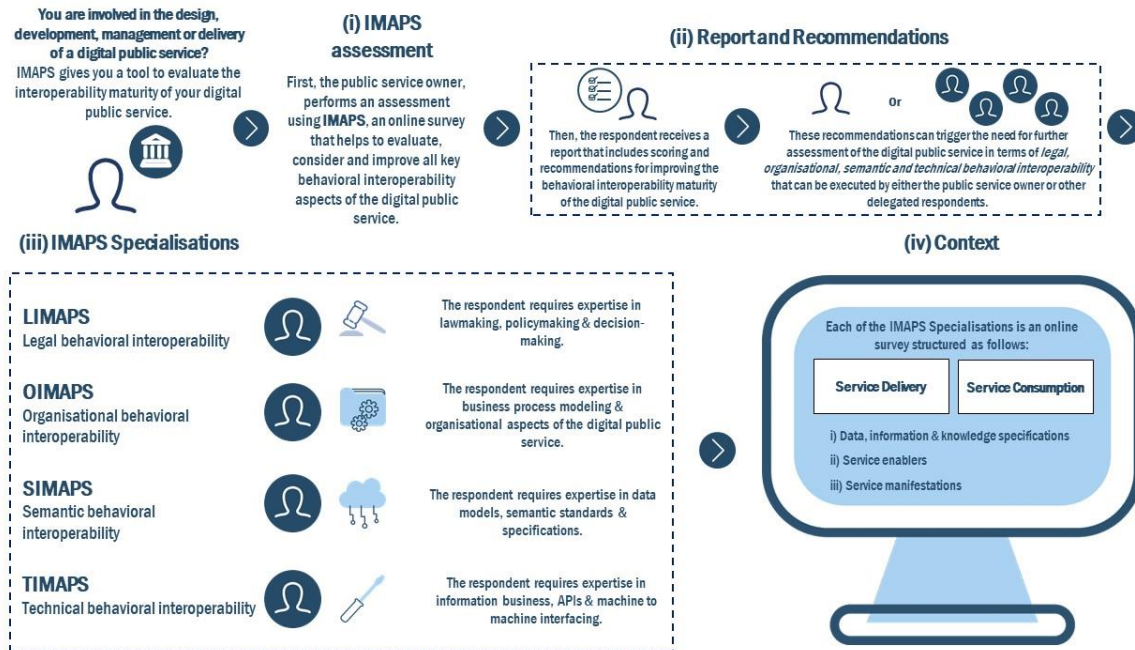 You are involved in the design,
development, management or delivery
of a digital public service?
IMAPS gives you a tool to evaluate the
interoperability maturity of your digital
public service.
(i) IMAPS
assessment
First, the public service owner,
performs an assessment
using IMAPS, an online survey
that helps to evaluate,
consider and improve all key
behavioral interoperability
aspects of the digital public
service.
(ii) Report and Recommendations
Then, the respondent receives a
report that includes scoring and
recommendations for improving the
behavioral interoperability maturity
of the digital public service.
Or
These recommendations can trigger the need for further
assessment of the digital public service in terms of legal,
organisational, semantic and technical behavioral interoperability
that can be executed by either the public service owner or other
delegated respondents.
(iii) IMAPS Specialisations
LIMAPS
Legal behavioral interoperability
The respondent requires expertise in
lawmaking, policymaking & decision-
making.
OIMAPS
Organisational behavioral
interoperability
The respondent requires expertise in
business process modeling &
organisational aspects of the digital public
service.
SIMAPS
Semantic behavioral
interoperability
The respondent requires expertise in data
models, semantic standards &
specifications.
TIMAPS
Technical behavioral interoperability
The respondent requires expertise in
information business, APIs & machine to
machine interfacing.
(iv) Context
Each of the IMAPS Specialisations is an online
survey structured as follows:
Service Delivery
Service Consumption
i) Data, information & knowledge specifications
ii) Service enablers
iii) Service manifestations